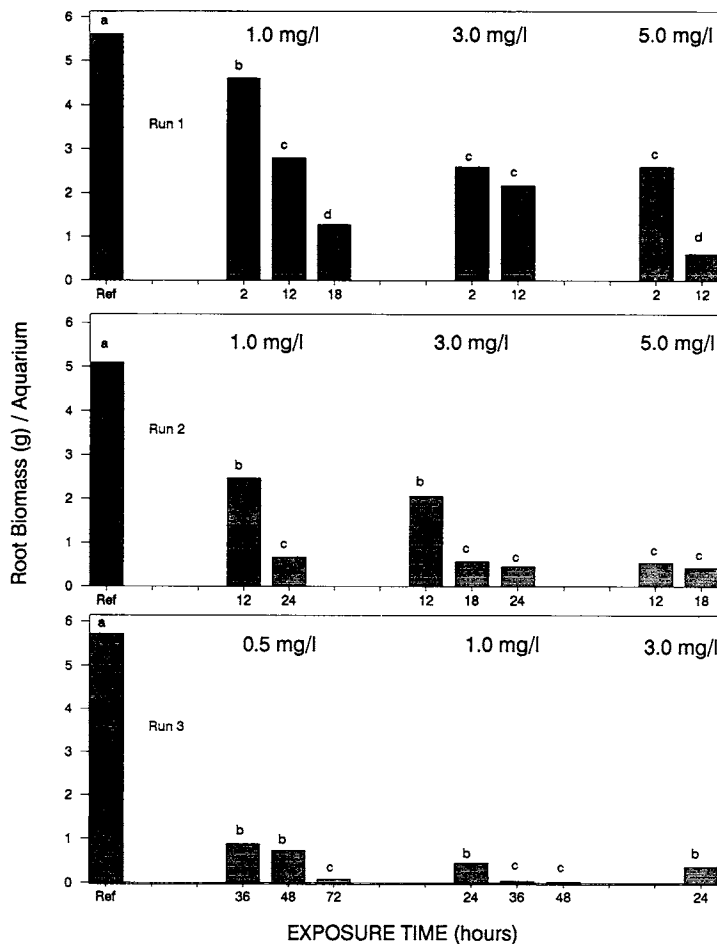 Root Biomass (g) / Aquarium
6
5
4
3
2
1
0
a
1.0 mg/l
3.0 mg/l
5.0 mg/l
Run 1
b
c
d
c
c
c
d
Ref
2
12
18
2
12
2
12
6
5
4
3
2
1
0
a
1.0 mg/l
3.0 mg/l
5.0 mg/l
Run 2
b
c
b
c
c
c
c
Ref
12
24
12
18
24
12
18
6
5
4
3
2
1
0
a
0.5 mg/l
1.0 mg/l
3.0 mg/l
Run 3
b
b
c
b
c
c
b
Ref
36
48
72
24
36
48
24
EXPOSURE TIME (hours)